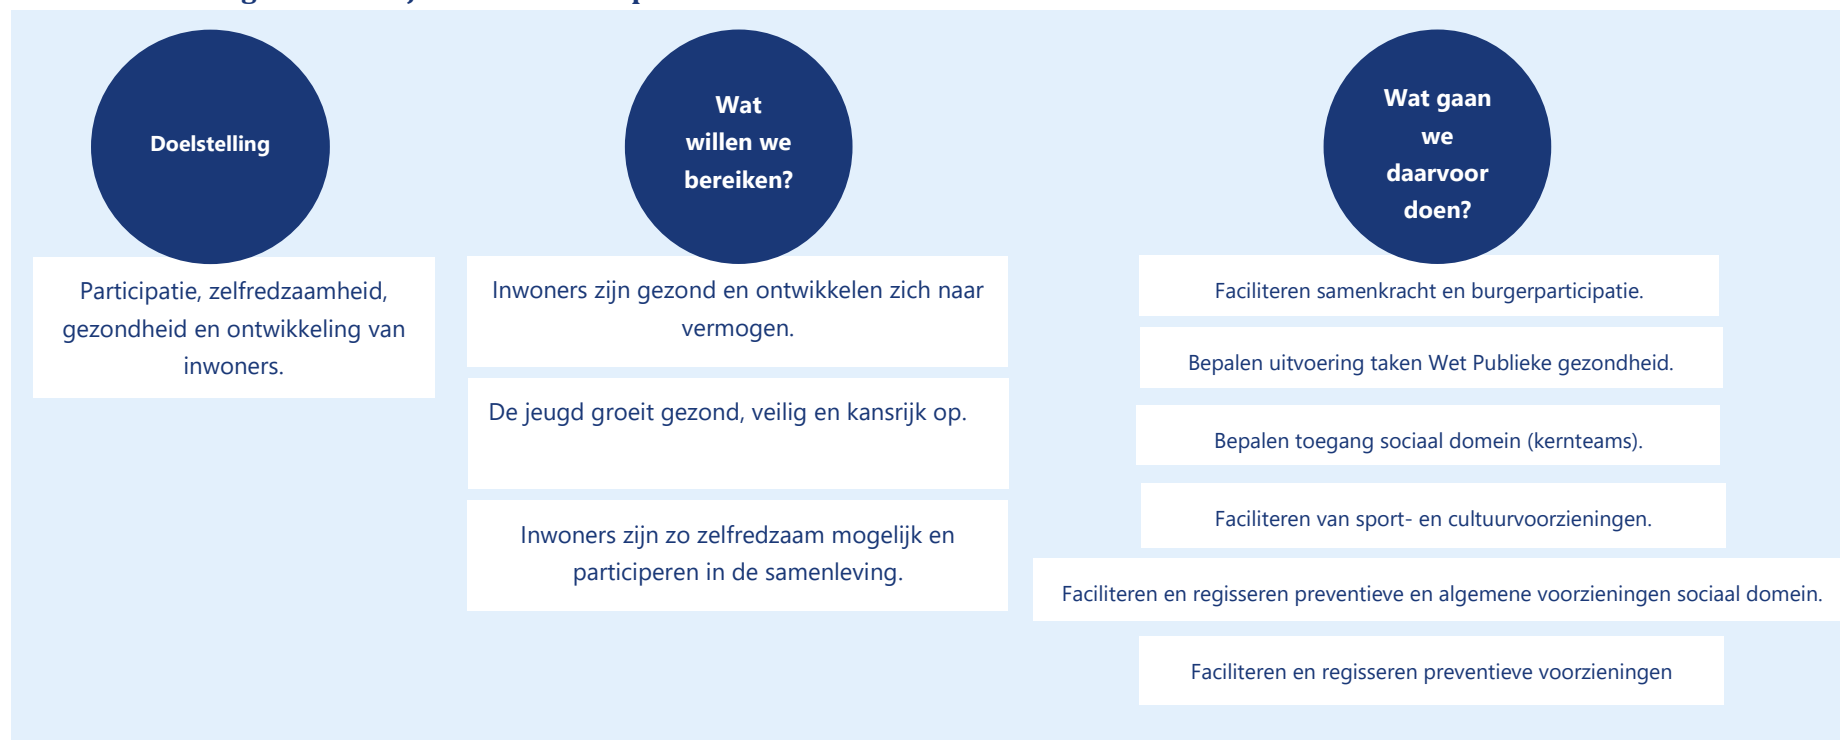 Doelstelling
Participatie, zelfredzaamheid,
gezondheid en ontwikkeling van
inwoners.
Wat
willen we
bereiken?
Inwoners zijn gezond en ontwikkelen zich naar
vermogen.
De jeugd groeit gezond, veilig en kansrijk op.
Inwoners zijn zo zelfredzaam mogelijk en
participeren in de samenleving.
Wat gaan
we
daarvoor
doen?
Faciliteren samenkracht en burgerparticipatie.
Bepalen uitvoering taken Wet Publieke gezondheid.
Bepalen toegang sociaal domein (kernteams).
Faciliteren van sport- en cultuurvoorzieningen.
Faciliteren en regisseren preventieve en algemene voorzieningen sociaal domein.
Faciliteren en regisseren preventieve voorzieningen